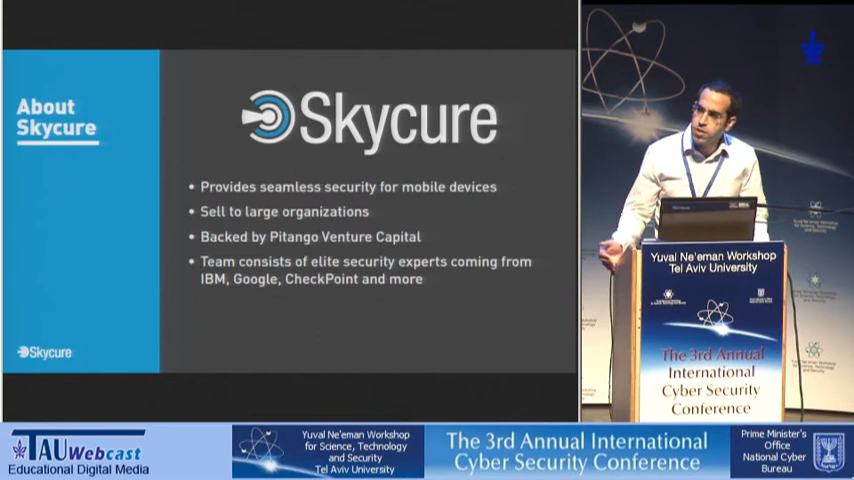 About
Skycure
Skycure
• Provides seamless security for mobile devices
• Sell to large organizations
• Backed by Pitango Venture Capital
• Team consists of elite security experts coming from
IBM, Google, CheckPoint and more
Skycure
Yuval Ne'eman Workshop
Tel Aviv University
The 3rd Annual
International
Cyber Security
Conference
TAU Webcast
Educational Digital Media
Yuval Ne'eman Workshop
for Science, Technology
and Security
Tel Aviv University
The 3rd Annual International
Cyber Security Conference
Prime Minister's
Office
National Cyber
Bureau